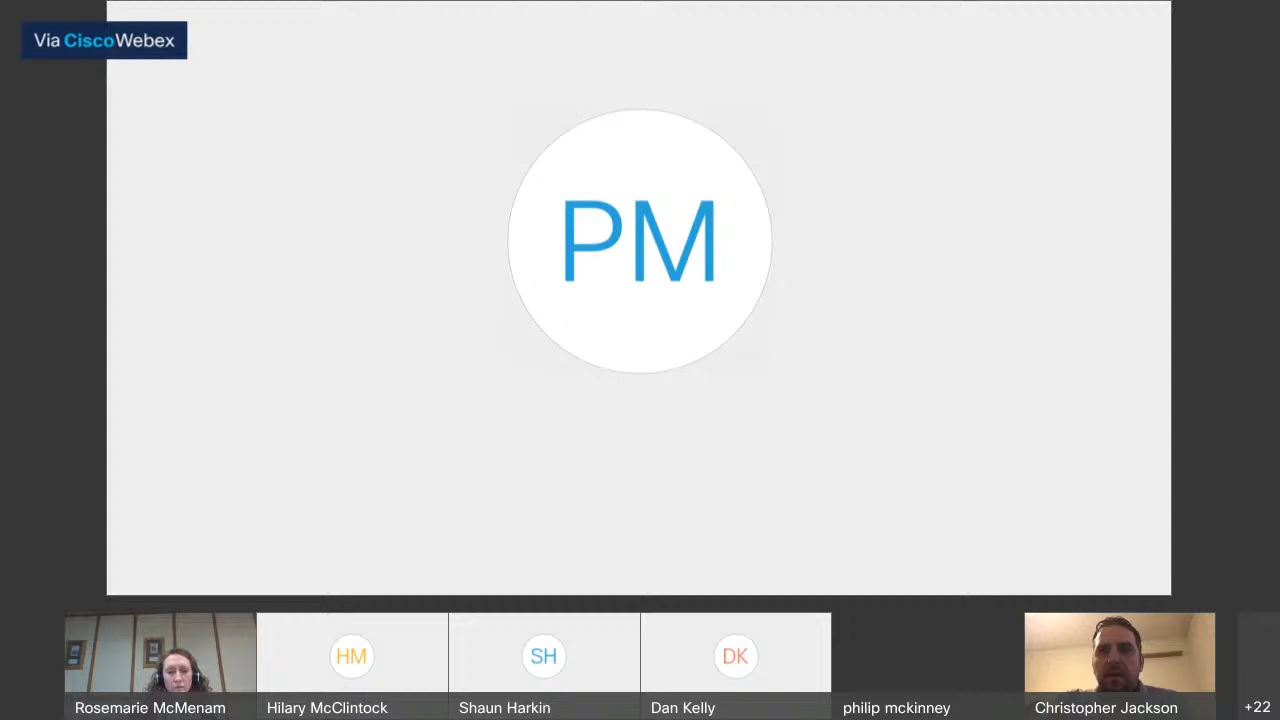 Via CiscoWebex
PM
HM
SH
DK
Rosemarie McMenam
Hilary McClintock
Shaun Harkin
Dan Kelly
philip mckinney
Christopher Jackson
+22